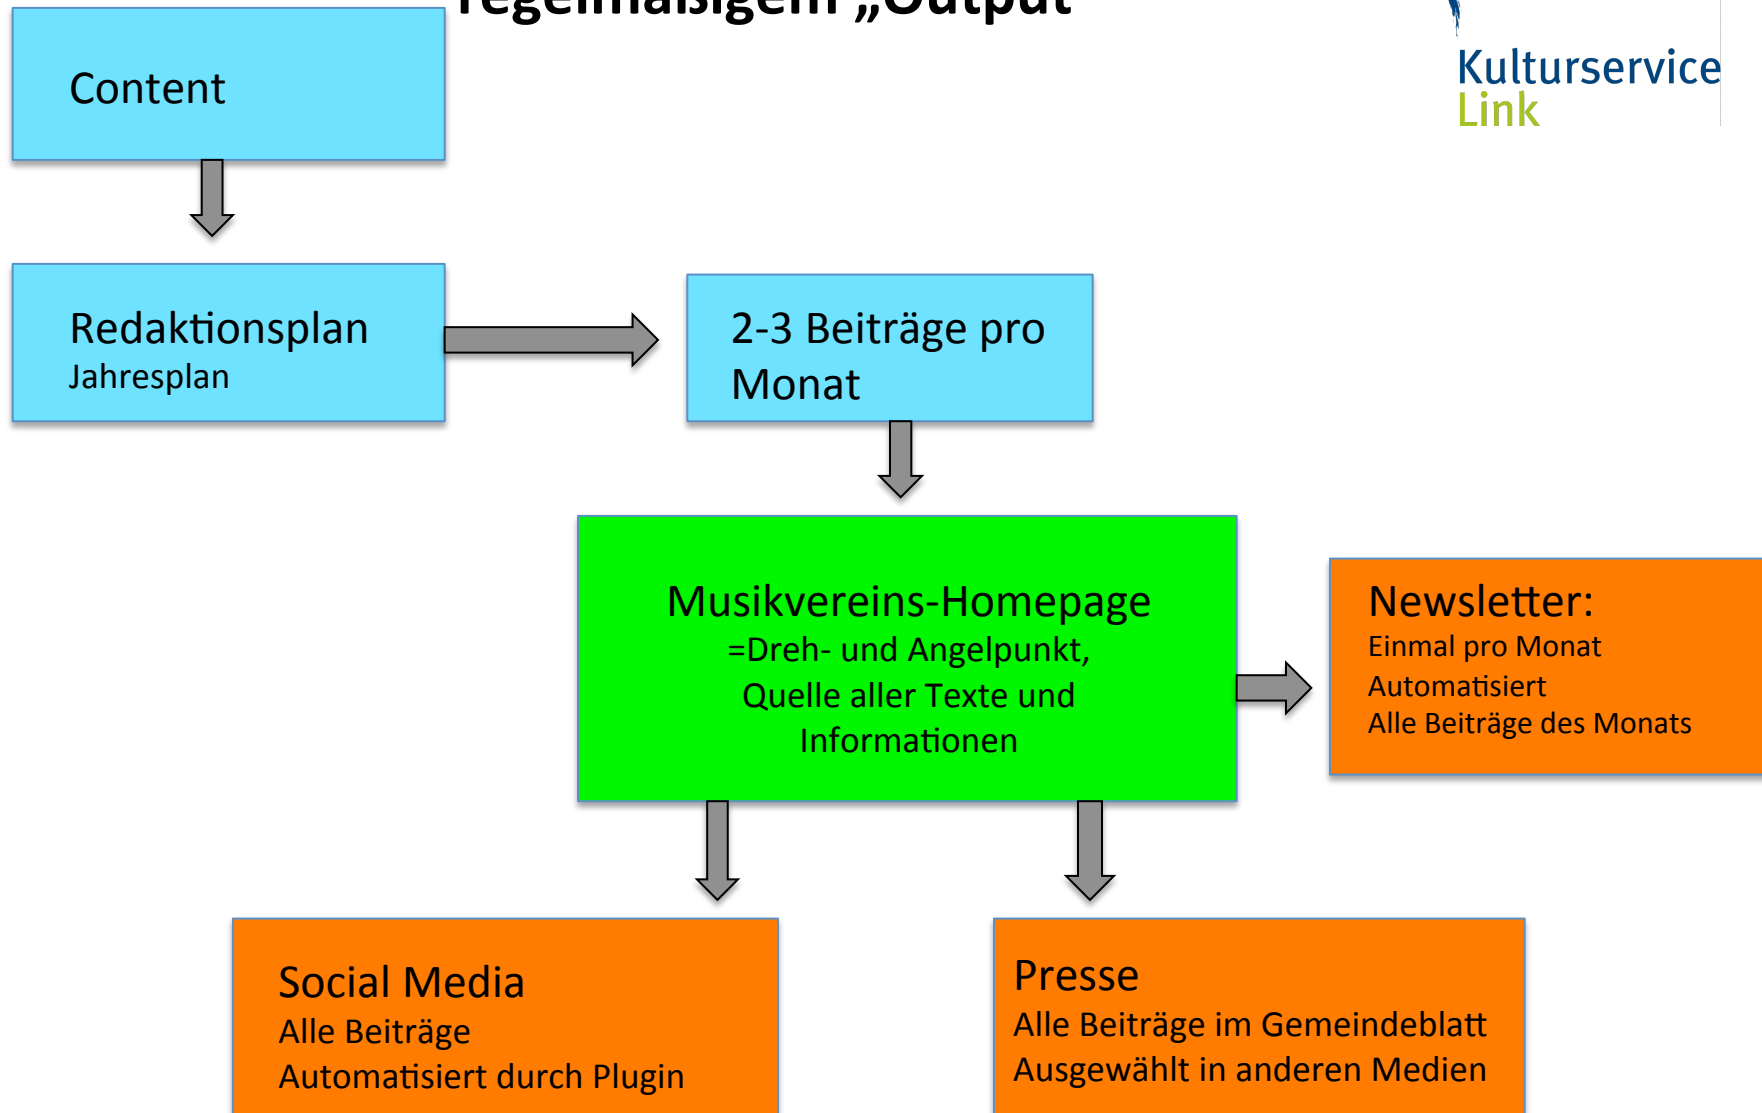 regelmäßigem „Output
Kulturservice
Link
Content
Redaktionsplan
Jahresplan
2-3 Beiträge pro
Monat
Musikvereins-Homepage
=Dreh- und Angelpunkt,
Quelle aller Texte und
Informationen
Newsletter:
Einmal pro Monat
Automatisiert
Alle Beiträge des Monats
Social Media
Alle Beiträge
Automatisiert durch Plugin
Presse
Alle Beiträge im Gemeindeblatt
Ausgewählt in anderen Medien